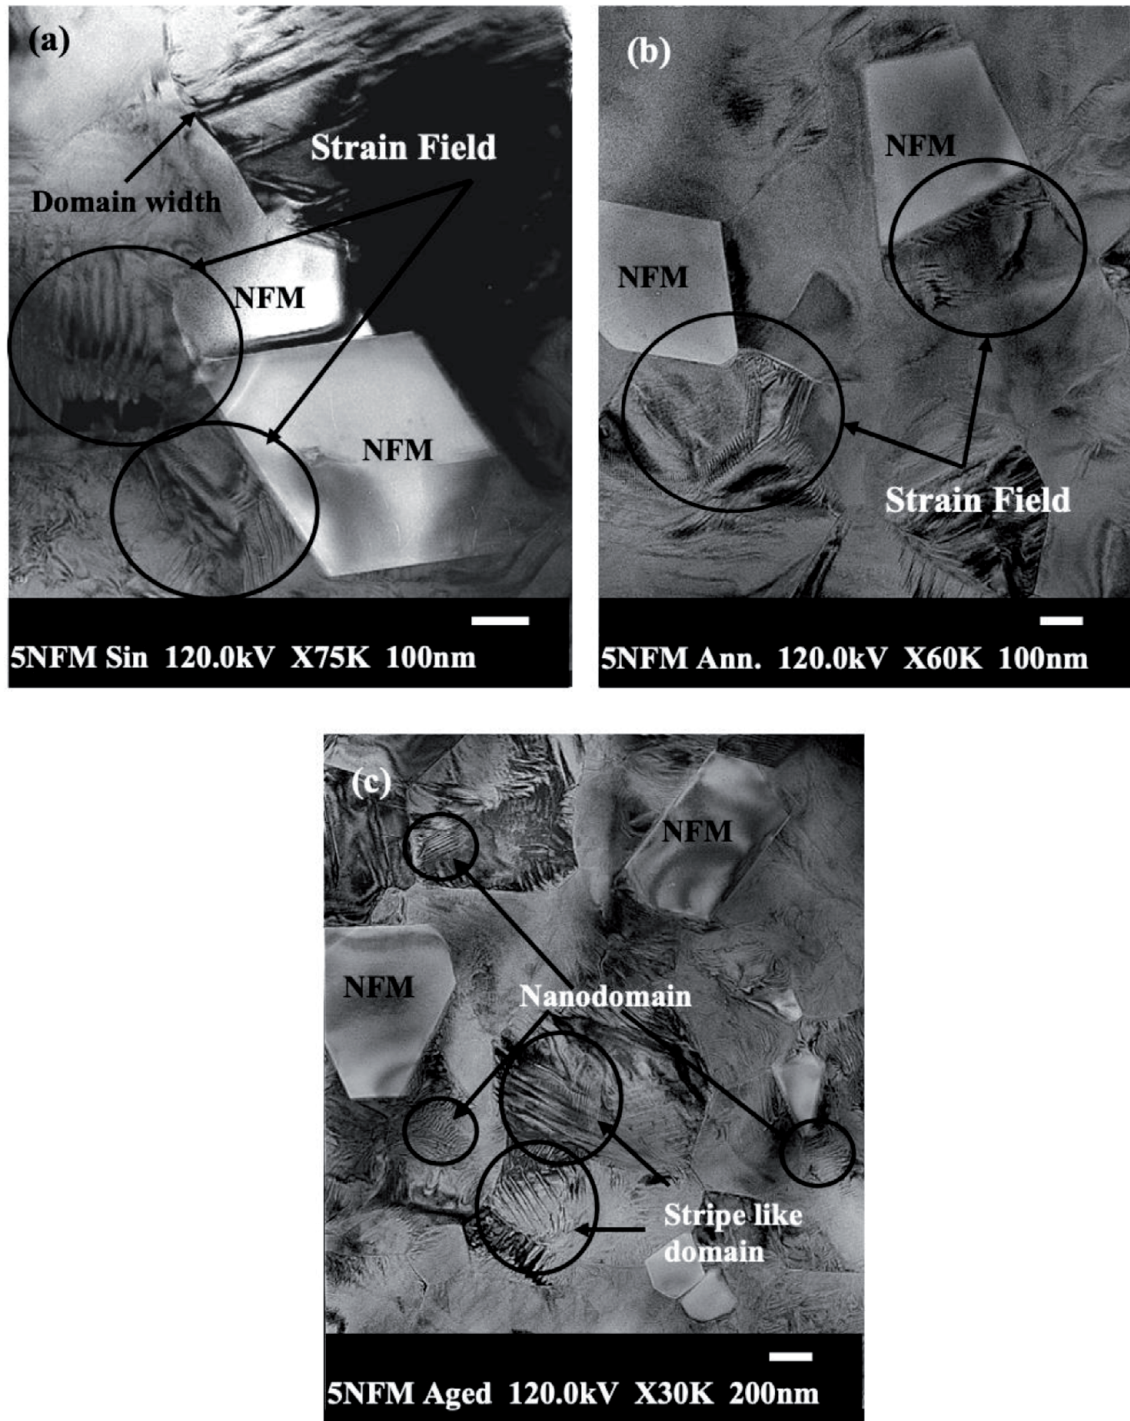 (a)
Strain Field
Domain width
NFM
NFM
5NFM Sin 120.0kV X75K 100nm
(b)
NFM
NFM
Strain Field
5NFM Ann. 120.0kV X60K 100nm
(c)
NFM
NFM
Nanodomain
Stripe like
domain
5NFM Aged 120.0kV X30K 200nm